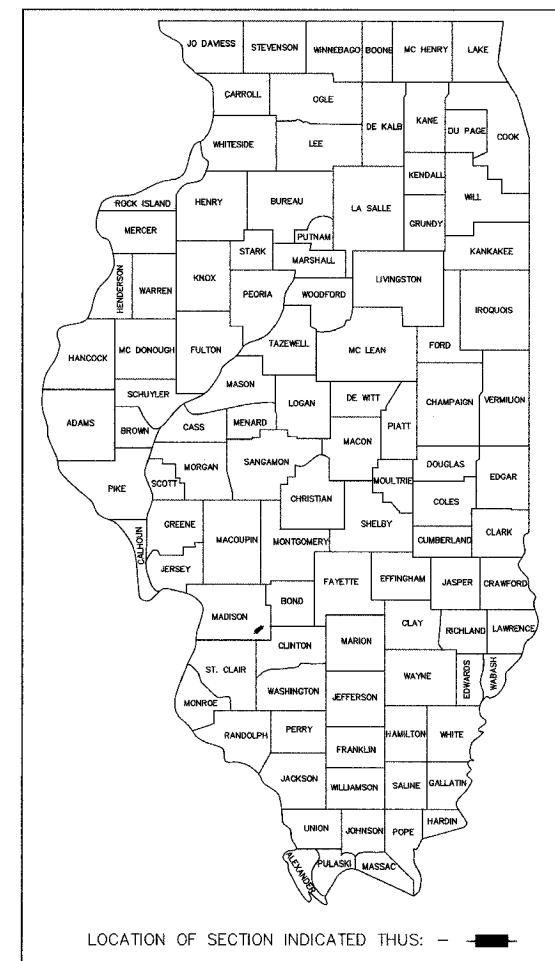 JO DAVIESS STEVENSON WINNEBAGO BOONE MC HENRY LAKE
CARROLL OGLE DE KALB KANE DU PAGE COOK
WHITESIDE LEE
KENDALL WILL
ROCK ISLAND HENRY BUREAU LA SALLE GRUNDY
MERCER PUTNAM
STARK MARSHALL KANKAKEE
HENDERSON WARREN KNOX PEORIA WOODFORD LIVINGSTON IROQUOIS
HANCOCK MC DONOUGH FULTON TAZEWELL MC LEAN FORD
MASON
SCHUYLER LOGAN DE WITT CHAMPAIGN VERMILION
ADAMS BROWN CASS MENARD PIATT
MACON
MORGAN SANGAMON DOUGLAS EDGAR
PIKE SCOTT CHRISTIAN MOULTRIE
COLES
GREENE MACOUPIN SHELBY
CALHOUN MONTGOMERY CUMBERLAND CLARK
JERSEY
FAYETTE EFFINGHAM JASPER CRAWFORD
MADISON BOND
CLAY RICHLAND LAWRENCE
CLINTON MARION
ST. CLAIR WAYNE EDWARDS WABASH
WASHINGTON JEFFERSON
MONROE
RANDOLPH PERRY HAMILTON WHITE
FRANKLIN
JACKSON WILLIAMSON SALINE GALLATIN
UNION JOHNSON POPE HARDIN
ALEXANDER PULASKI MASSAC
LOCATION OF SECTION INDICATED THUS: -